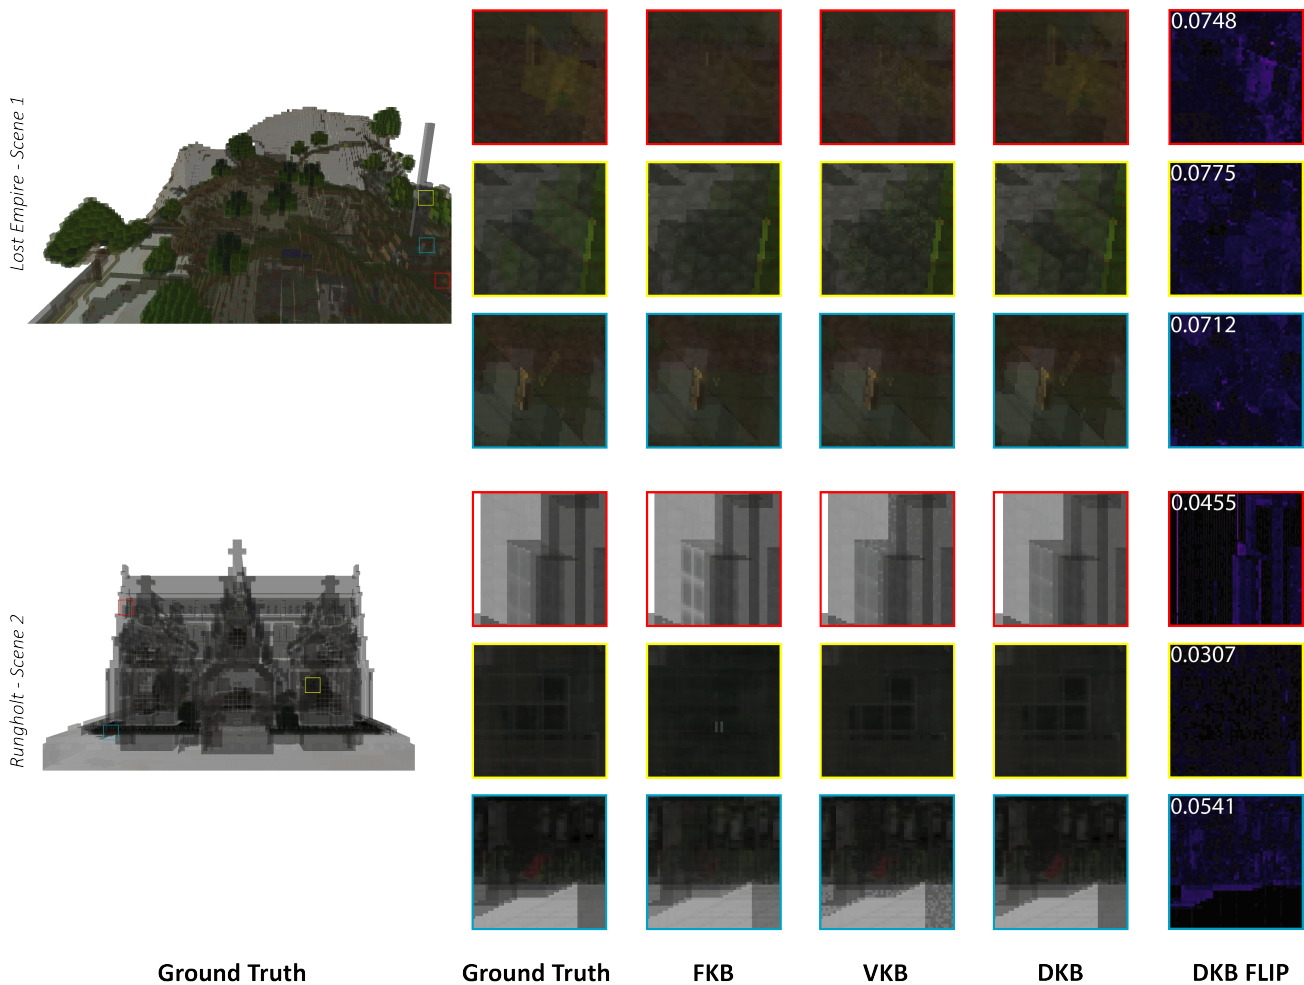 Lost Empire - Scene 1
0.0748
0.0775
0.0712
Rungholt - Scene 2
0.0455
0.0307
0.0541
Ground Truth
Ground Truth
FKB
VKB
DKB
DKB FLIP